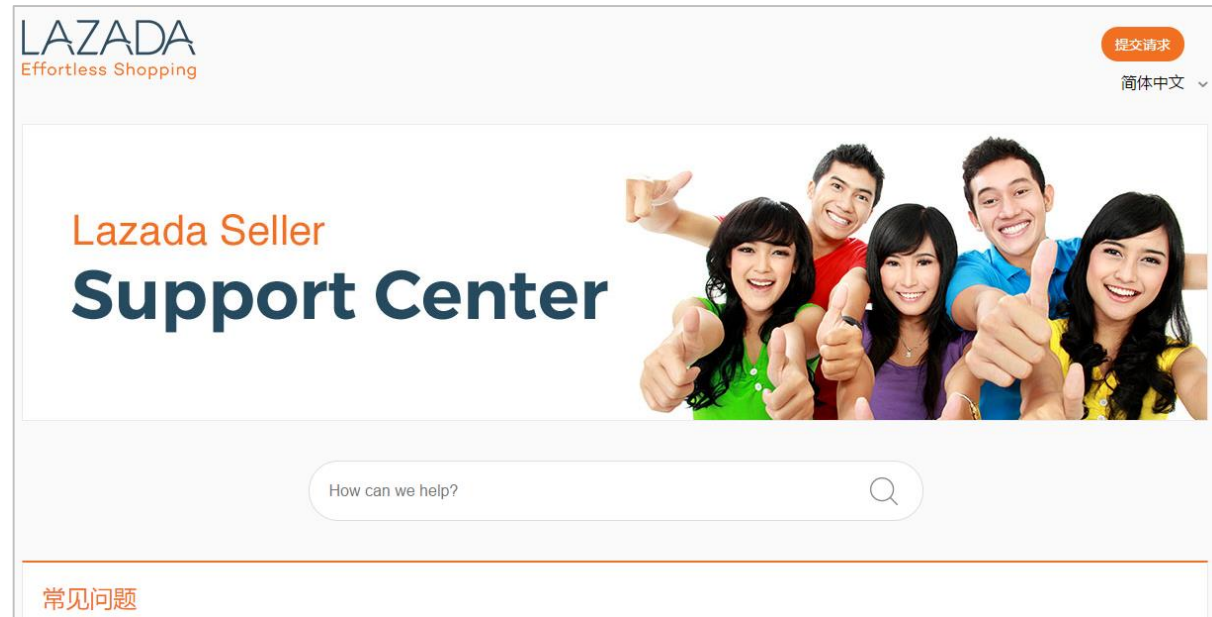 LAZADA
Effortless Shopping
提交请求
简体中文
Lazada Seller
Support Center
How can we help?
常见问题